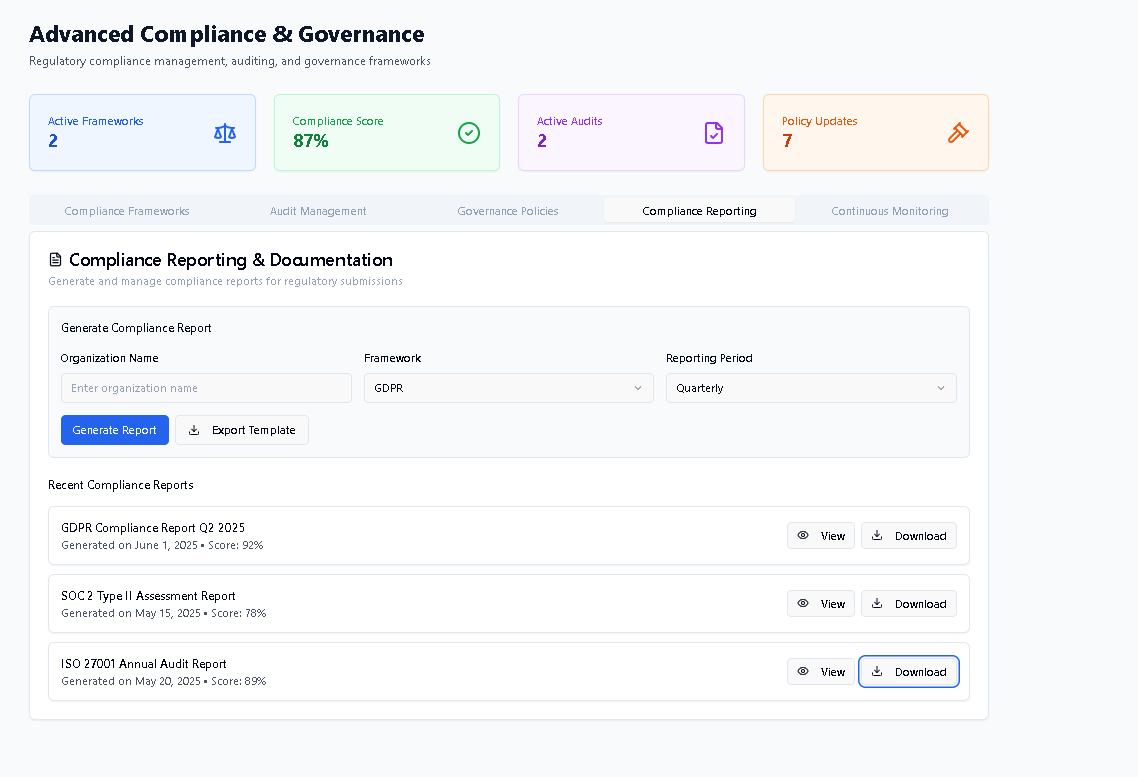 Advanced Compliance & Governance
Regulatory compliance management, auditing, and governance frameworks
Active Frameworks
2
Compliance Score
87%
Active Audits
2
Policy Updates
7
Compliance Frameworks
Audit Management
Governance Policies
Compliance Reporting
Continuous Monitoring
Compliance Reporting & Documentation
Generate and manage compliance reports for regulatory submissions
Generate Compliance Report
Organization Name
Framework
Reporting Period
Enter organization name
GDPR
Quarterly
Generate Report
Export Template
Recent Compliance Reports
GDPR Compliance Report Q2 2025
Generated on June 1, 2025 • Score: 92%
View
Download
SOC 2 Type II Assessment Report
Generated on May 15, 2025 • Score: 78%
View
Download
ISO 27001 Annual Audit Report
Generated on May 20, 2025 • Score: 89%
View
Download